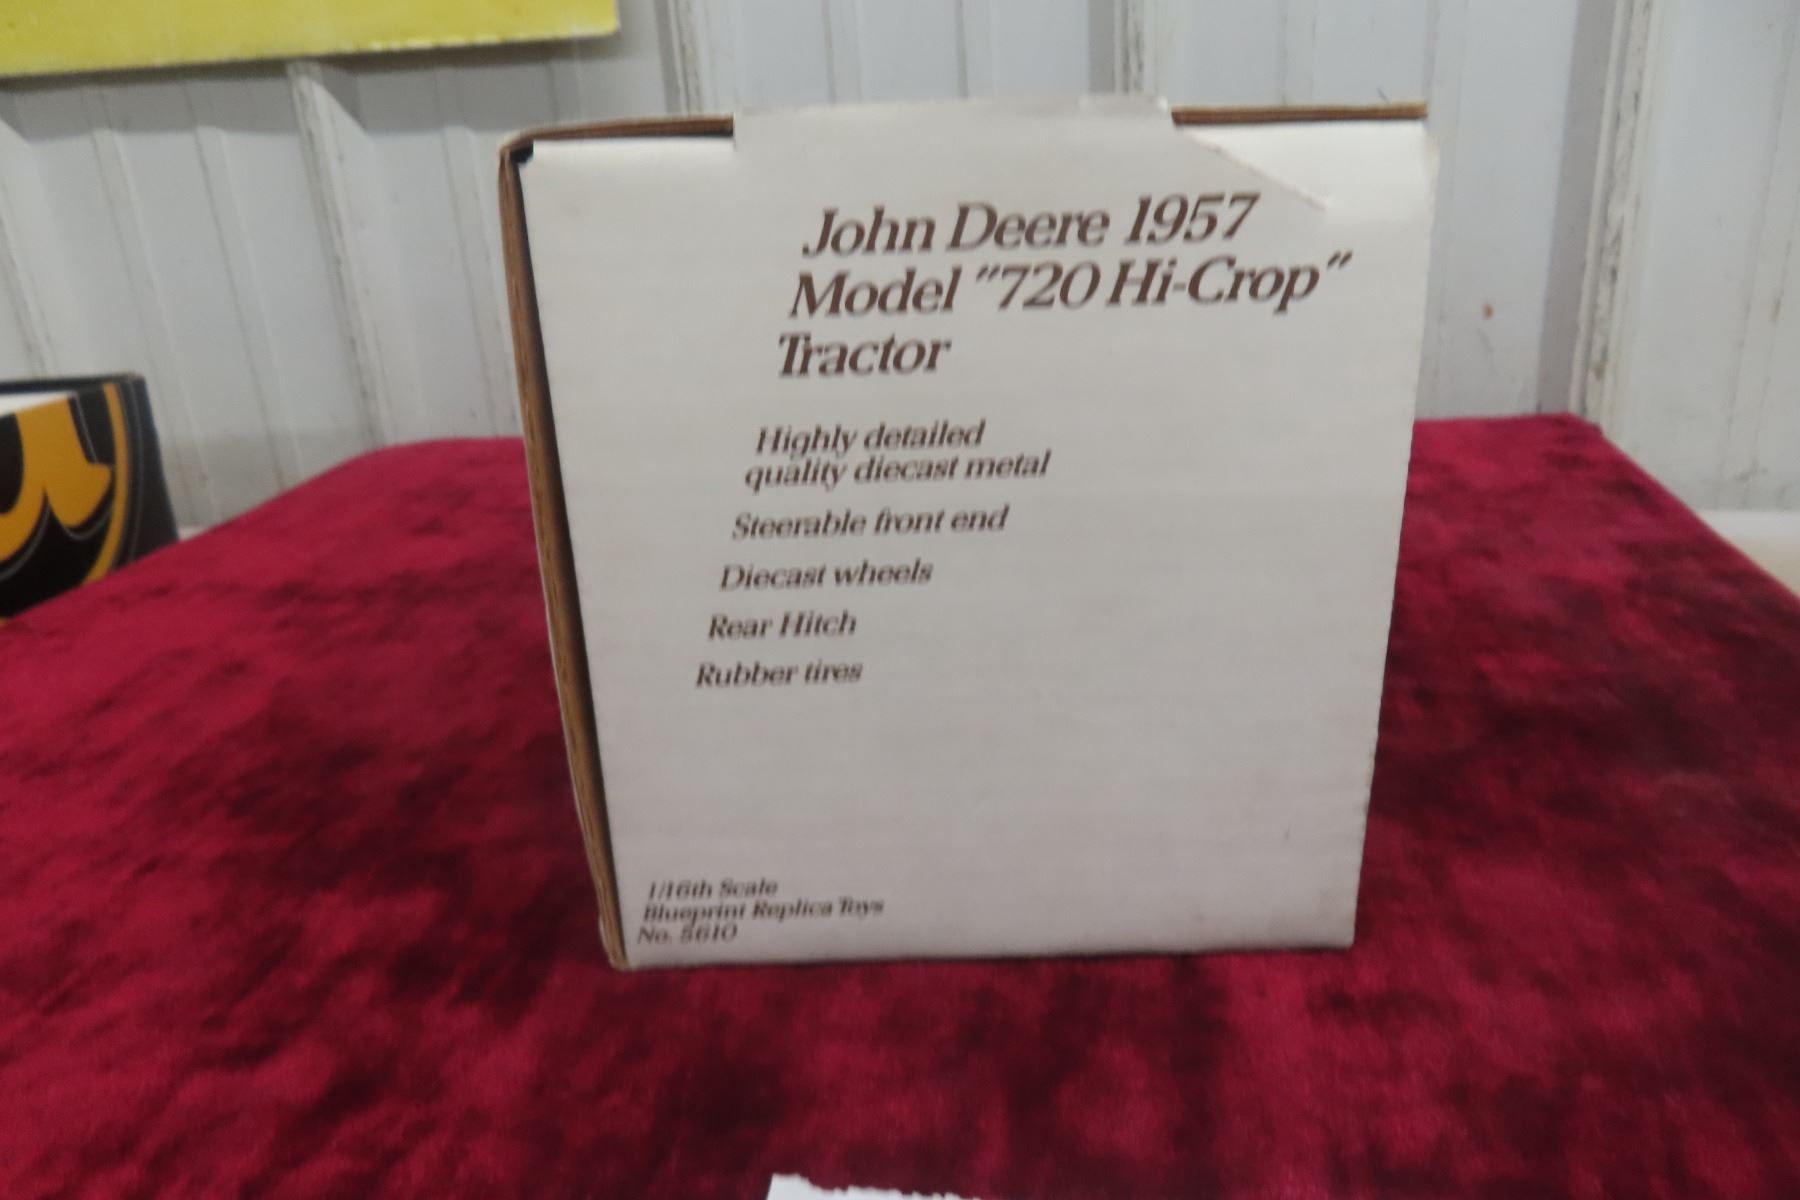 John Deere 1957
Model "720 Hi-Crop"
Tractor
Highly detailed
quality diecast metal
Steerable front end
Diecast wheels
Rear Hitch
Rubber tires
1/16th Scale
Blueprint Replica Toys
No. 5610